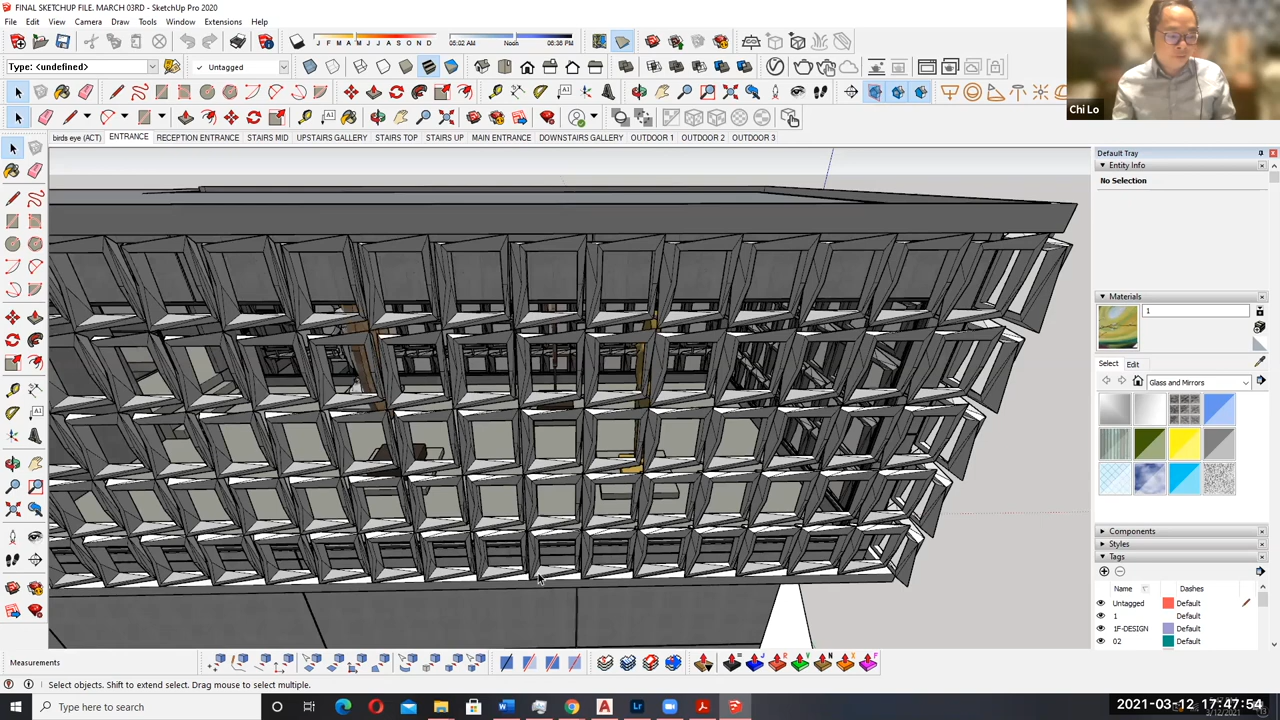 FINAL SKETCHUP FILE. MARCH 03RD - SketchUp Pro 2020
File Edit View Camera Draw Tools Window Extensions Help
J F M A M J J A S O N D 05:02 AM Noon 06:36 PM
Type: <undefined> Untagged
Chi Lo
birds eye (ACT) ENTRANCE RECEPTION ENTRANCE STAIRS MID UPSTAIRS GALLERY STAIRS TOP STAIRS UP MAIN ENTRANCE DOWNSTAIRS GALLERY OUTDOOR 1 OUTDOOR 2 OUTDOOR 3
Default Tray
Entity Info
No Selection
Materials
1
Select Edit
Glass and Mirrors
Components
Styles
Tags
Name Dashes
Untagged Default
1 Default
1F-DESIGN Default
02 Default
Measurements
Select objects. Shift to extend select. Drag mouse to select multiple.
Type here to search
2021-03-12 17:47:54